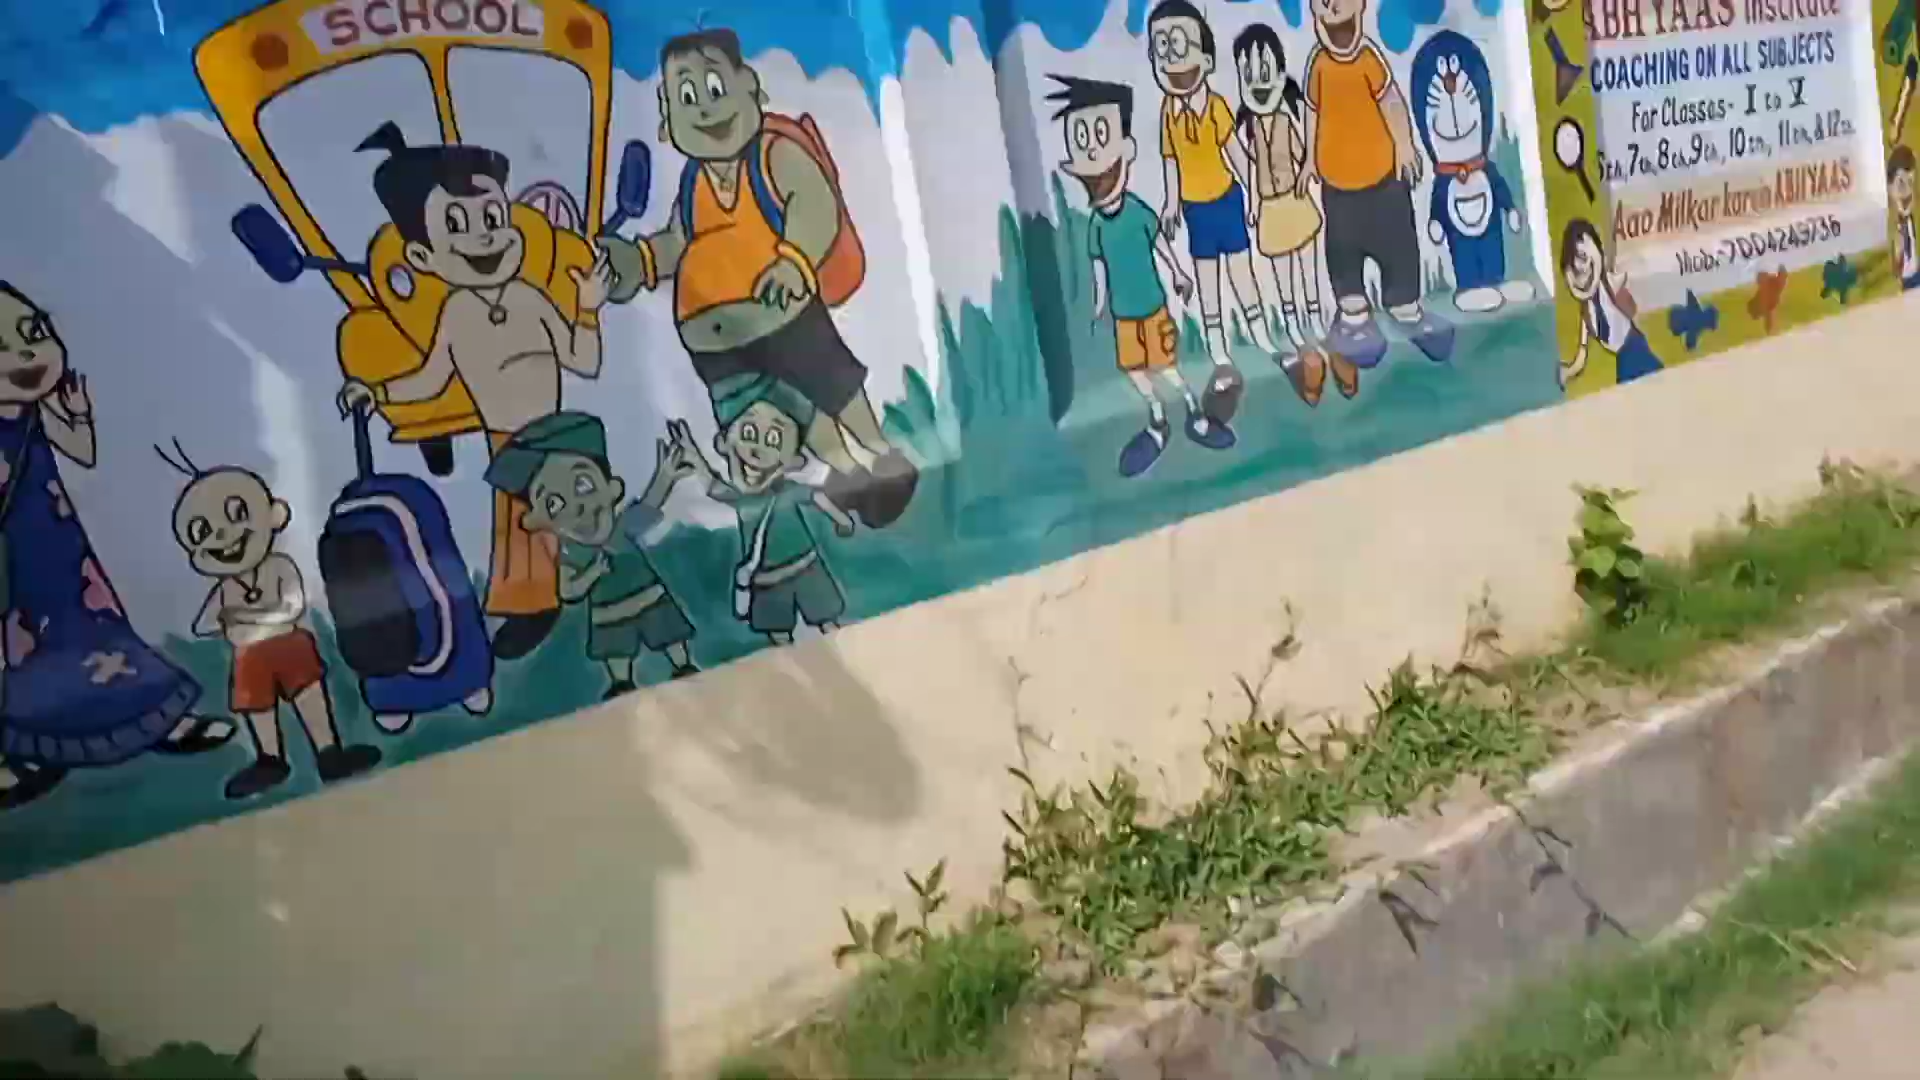 SCHOOL
ABHYAAS Institute
COACHING ON ALL SUBJECTS
For Classes- I to V
7th, 8th, 9th, 10th, 11th, & 12th
Aao Milkar karein ABHYAAS
Mob:-7004249736